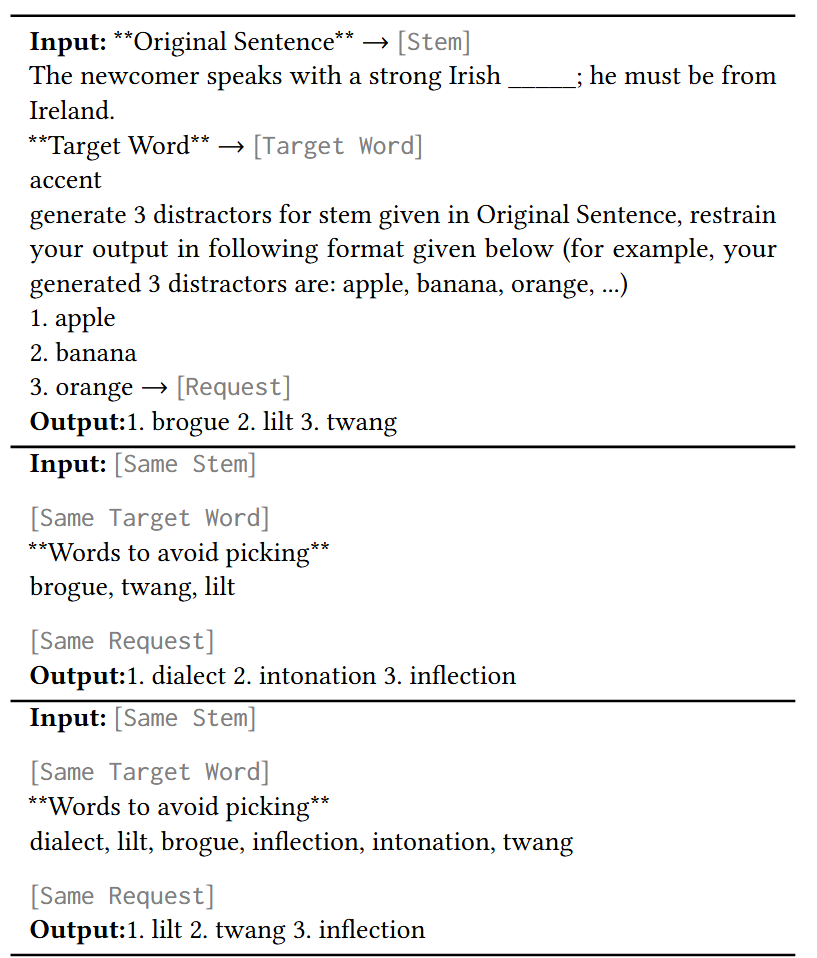 Input: **Original Sentence** → [Stem]
The newcomer speaks with a strong Irish _____; he must be from
Ireland.
**Target Word** → [Target Word]
accent
generate 3 distractors for stem given in Original Sentence, restrain
your output in following format given below (for example, your
generated 3 distractors are: apple, banana, orange, ...)
1. apple
2. banana
3. orange → [Request]
Output:1. brogue 2. lilt 3. twang
Input: [Same Stem]
[Same Target Word]
**Words to avoid picking**
brogue, twang, lilt
[Same Request]
Output:1. dialect 2. intonation 3. inflection
Input: [Same Stem]
[Same Target Word]
**Words to avoid picking**
dialect, lilt, brogue, inflection, intonation, twang
[Same Request]
Output:1. lilt 2. twang 3. inflection